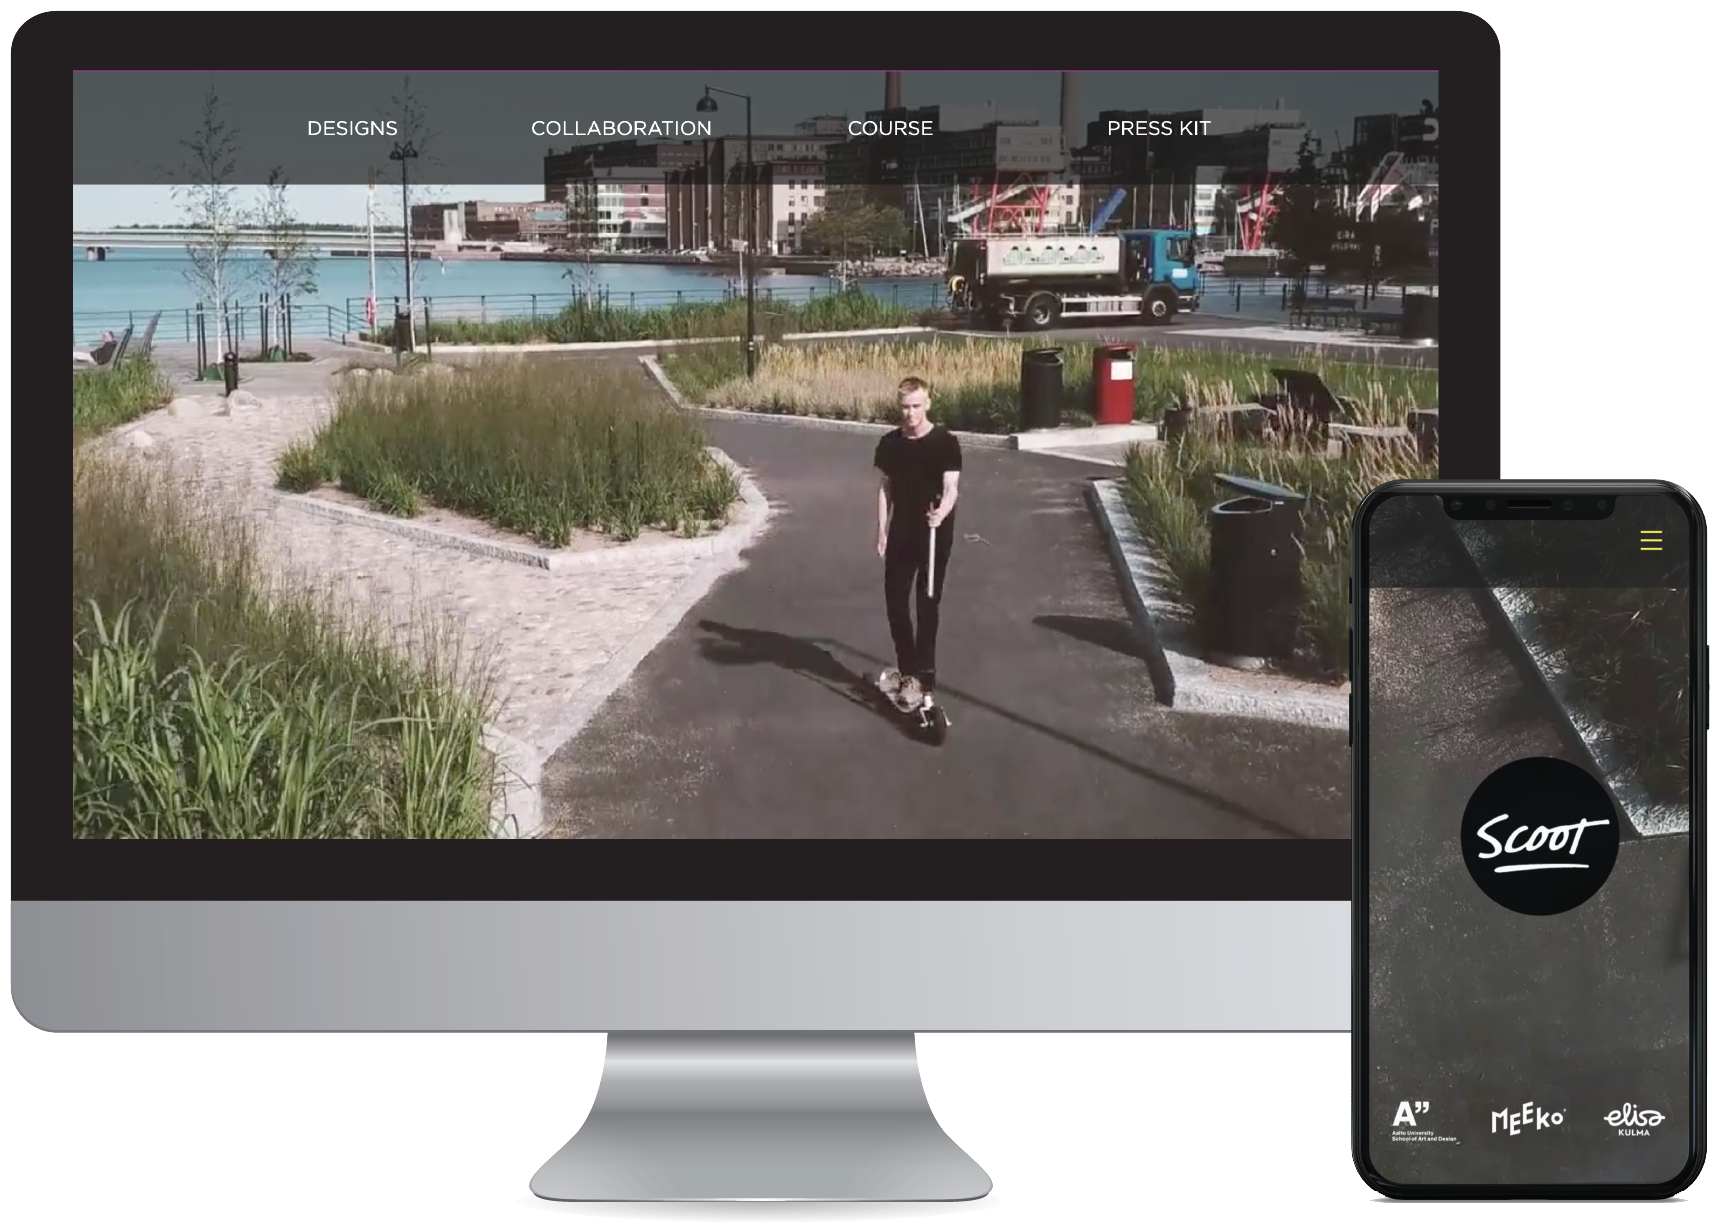 DESIGNS COLLABORATION COURSE PRESS KIT
Scoot
A”
Aalto University
School of Art and Design
MEEKO
elisa
KULMA